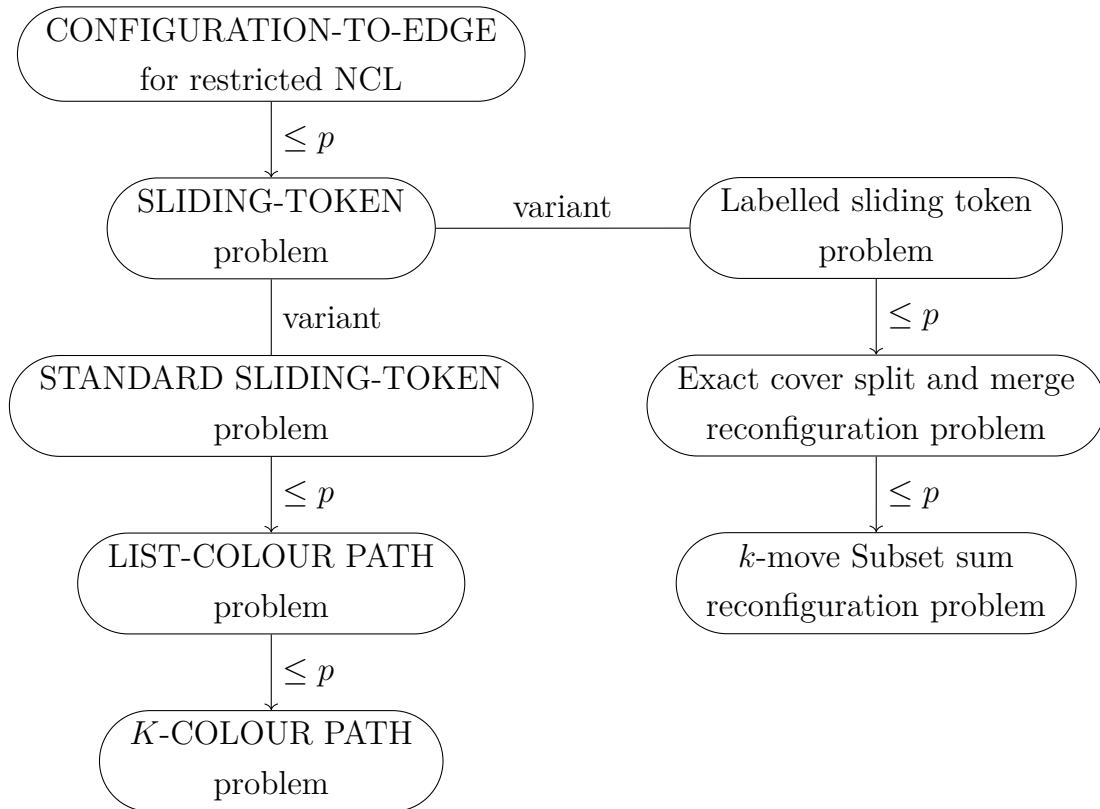 CONFIGURATION-TO-EDGE
for restricted NCL
≤ p
SLIDING-TOKEN
problem
variant
Labelled sliding token
problem
variant
≤ p
STANDARD SLIDING-TOKEN
problem
Exact cover split and merge
reconfiguration problem
≤ p
≤ p
LIST-COLOUR PATH
problem
k-move Subset sum
reconfiguration problem
≤ p
K-COLOUR PATH
problem